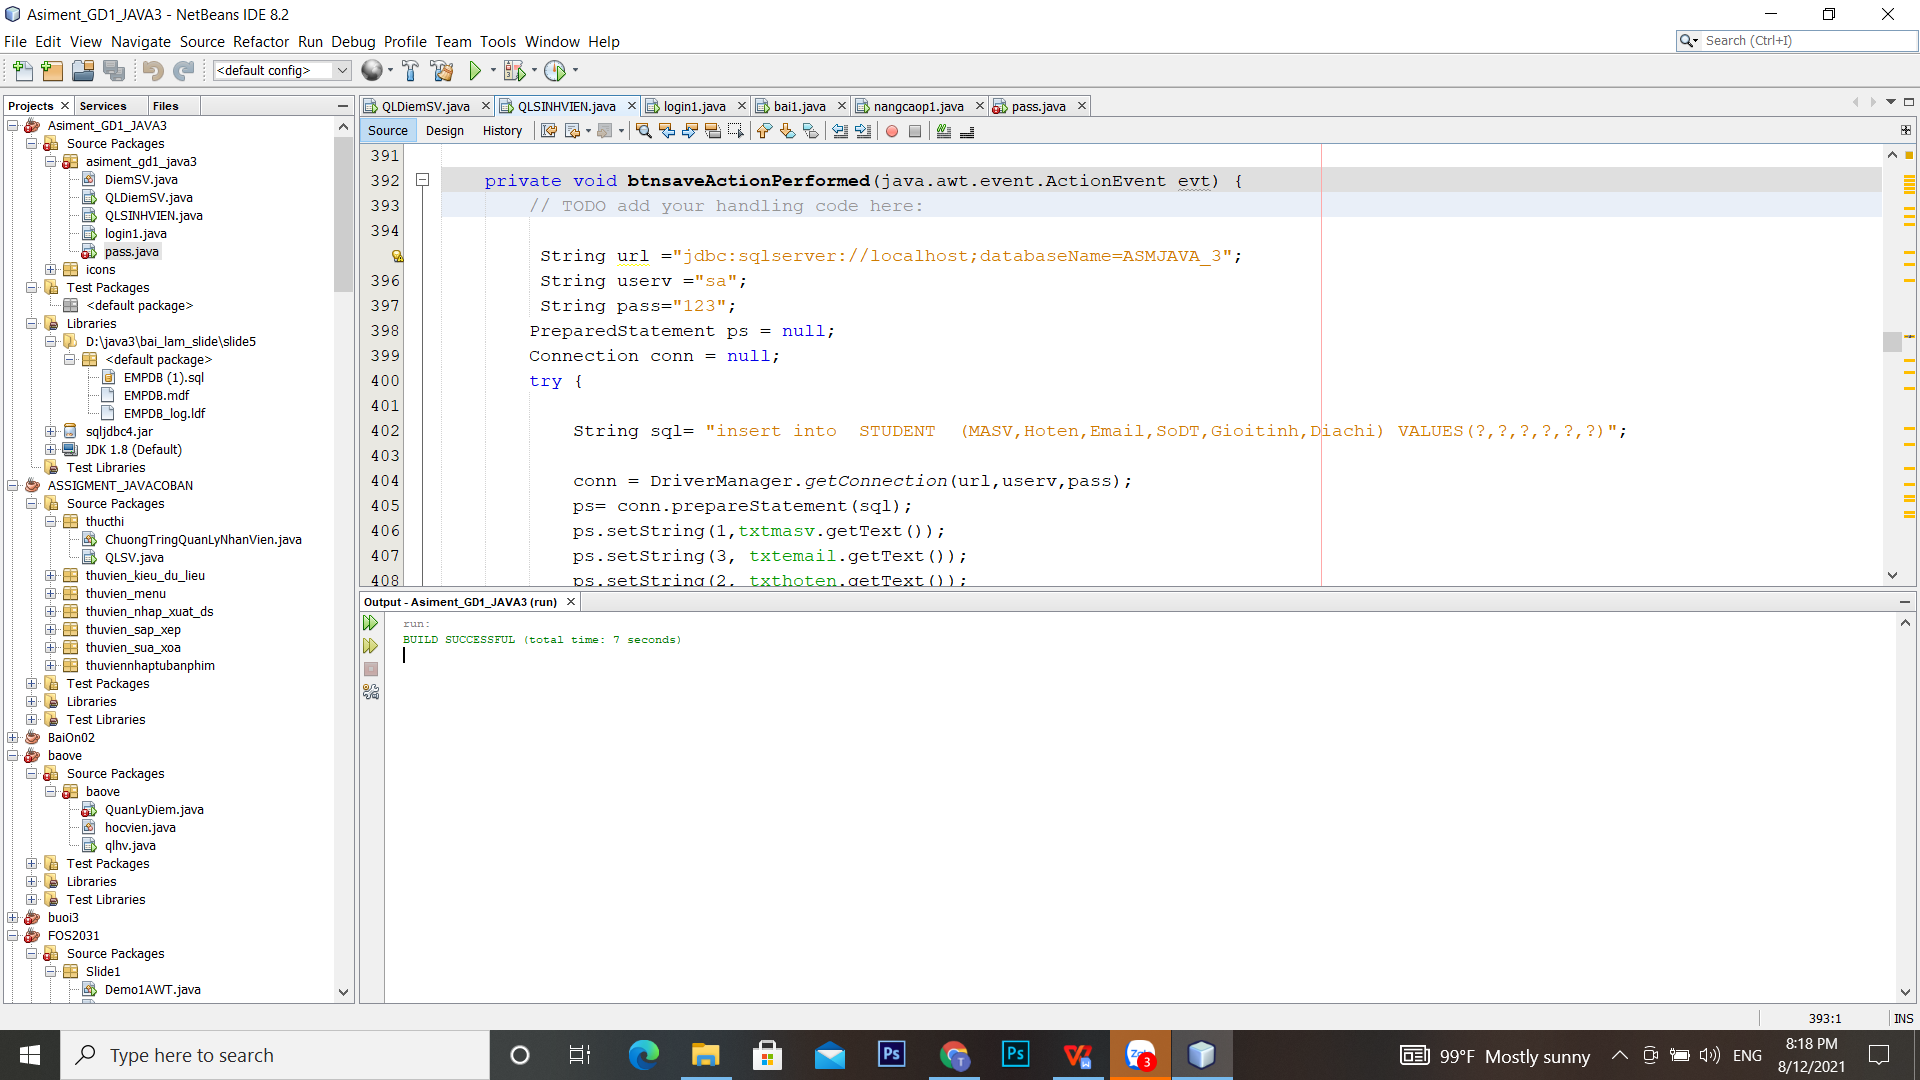 Asiment_GD1_JAVA3 - NetBeans IDE 8.2
File Edit View Navigate Source Refactor Run Debug Profile Team Tools Window Help
Search (Ctrl+I)
<default config>
Projects Services Files
Asiment_GD1_JAVA3
Source Packages
asiment_gd1_java3
DiemSV.java
QLDiemSV.java
QLSINHVIEN.java
login1.java
pass.java
icons
Test Packages
<default package>
Libraries
D:\java3\bai_lam_slide\slide5
<default package>
EMPDB (1).sql
EMPDB.mdf
EMPDB_log.ldf
sqljdbc4.jar
JDK 1.8 (Default)
Test Libraries
ASSIGMENT_JAVACOBAN
Source Packages
thucthi
ChuongTringQuanLyNhanVien.java
QLSV.java
thuvien_kieu_du_lieu
thuvien_menu
thuvien_nhap_xuat_ds
thuvien_sap_xep
thuvien_sua_xoa
thuviennhaptubanphim
Test Packages
Libraries
Test Libraries
BaiOn02
baove
Source Packages
baove
QuanLyDiem.java
hocvien.java
qlhv.java
Test Packages
Libraries
Test Libraries
buoi3
FOS2031
Source Packages
Slide1
Demo1AWT.java
QLDiemSV.java QLSINHVIEN.java login1.java bai1.java nangcaop1.java pass.java
Source Design History
391
392 private void btnsaveActionPerformed(java.awt.event.ActionEvent evt) {
393 // TODO add your handling code here:
394
String url ="jdbc:sqlserver://localhost;databaseName=ASMJAVA_3";
396 String userv ="sa";
397 String pass="123";
398 PreparedStatement ps = null;
399 Connection conn = null;
400 try {
401
402 String sql= "insert into  STUDENT  (MASV,Hoten,Email,SoDT,Gioitinh,Diachi) VALUES(?,?,?,?,?,?)";
403
404 conn = DriverManager.getConnection(url,userv,pass);
405 ps= conn.prepareStatement(sql);
406 ps.setString(1,txtmasv.getText());
407 ps.setString(3, txtemail.getText());
408 ps.setString(2, txthoten.getText());
Output - Asiment_GD1_JAVA3 (run)
run:
BUILD SUCCESSFUL (total time: 7 seconds)
393:1 INS
Type here to search
Ps
Ps
3
99°F Mostly sunny
ENG
8:18 PM
8/12/2021